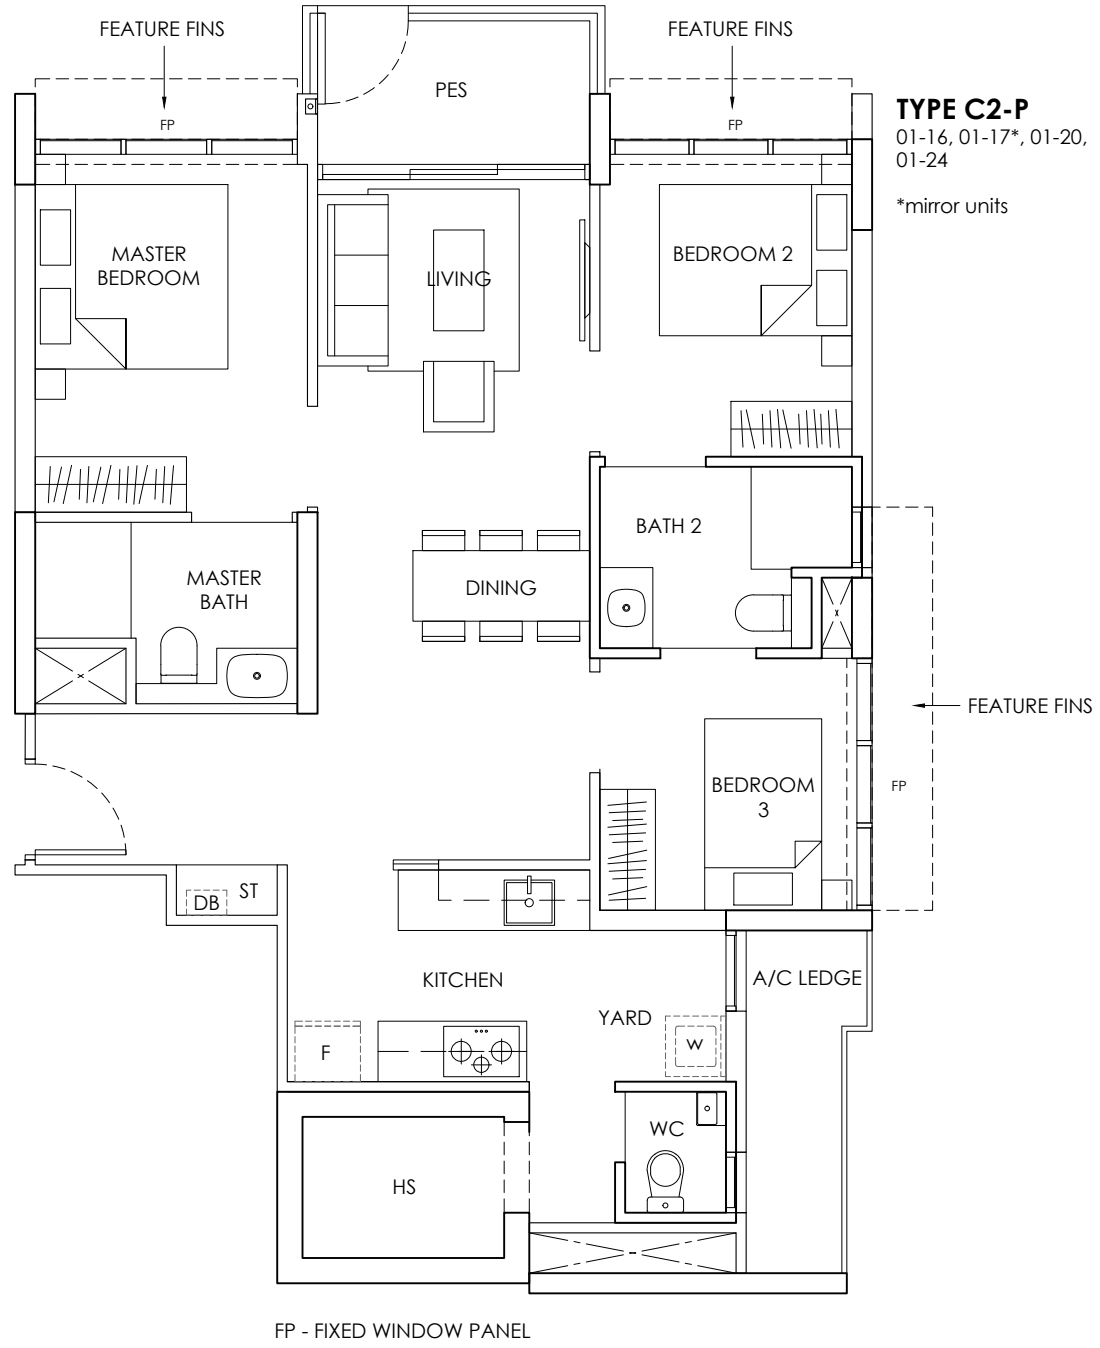 FEATURE FINS
FEATURE FINS
PES
FP
FP
TYPE C2-P
01-16, 01-17*, 01-20,
01-24
*mirror units
MASTER
BEDROOM
LIVING
BEDROOM 2
BATH 2
MASTER
BATH
DINING
FEATURE FINS
BEDROOM
3
FP
ST
DB
KITCHEN
A/C LEDGE
YARD
F
W
WC
HS
FP - FIXED WINDOW PANEL